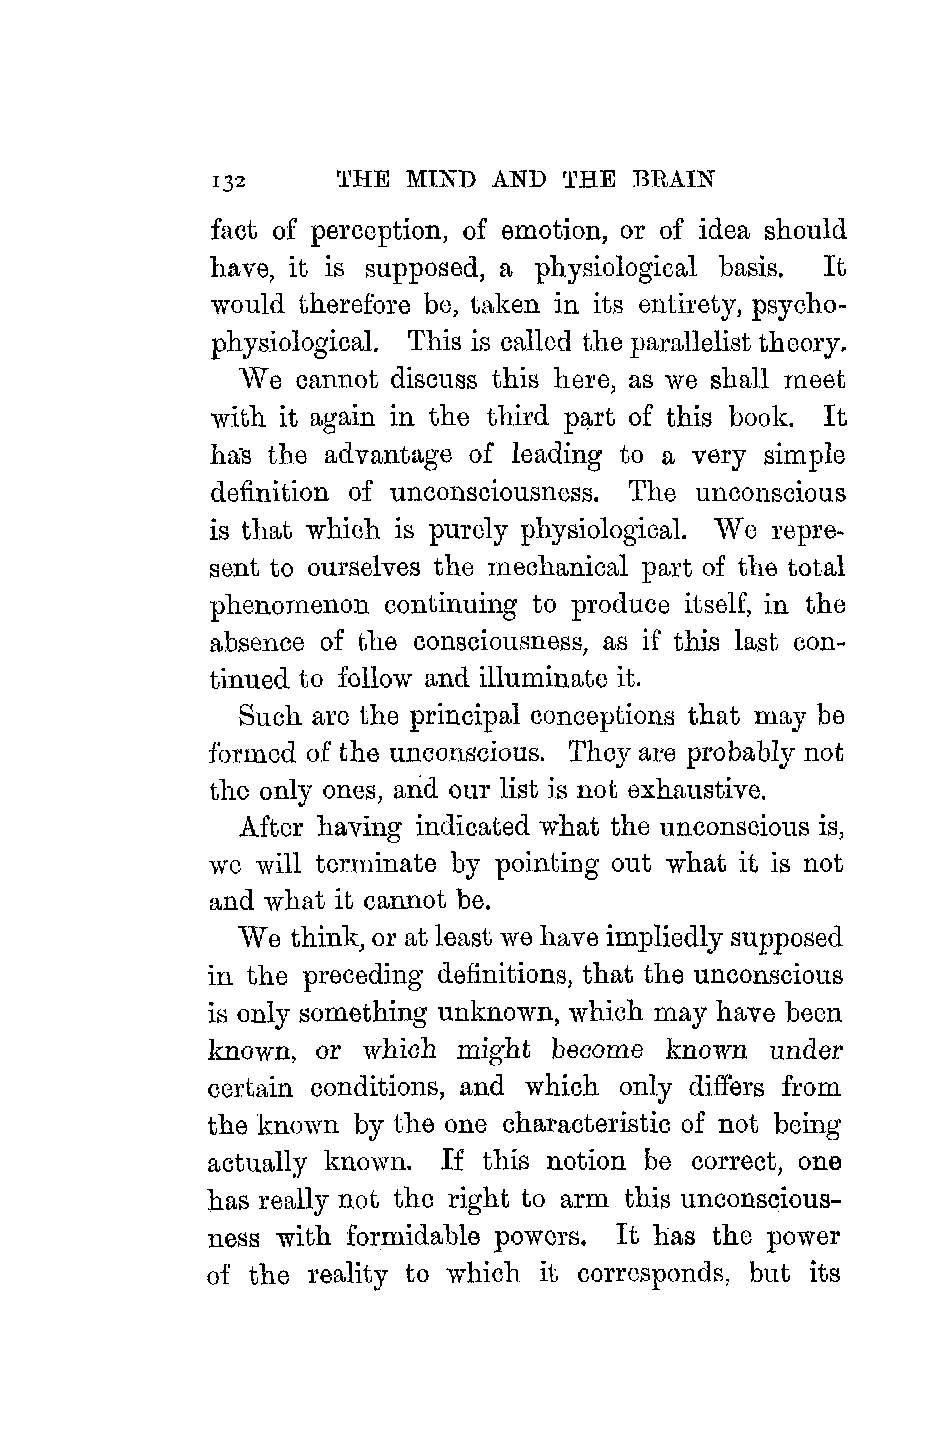 132 THE MIND AND THE BRAIN
fact of perception, of emotion, or of idea should
have, it is supposed, a physiological basis. It
would therefore be, taken in its entirety, psycho-
physiological. This is called the parallelist theory.
We cannot discuss this here, as we shall meet
with it again in the third part of this book. It
has the advantage of leading to a very simple
definition of unconsciousness. The unconscious
is that which is purely physiological. We repre-
sent to ourselves the mechanical part of the total
phenomenon continuing to produce itself, in the
absence of the consciousness, as if this last con-
tinued to follow and illuminate it.
Such are the principal conceptions that may be
formed of the unconscious. They are probably not
the only ones, and our list is not exhaustive.
After having indicated what the unconscious is,
we will terminate by pointing out what it is not
and what it cannot be.
We think, or at least we have impliedly supposed
in the preceding definitions, that the unconscious
is only something unknown, which may have been
known, or which might become known under
certain conditions, and which only differs from
the known by the one characteristic of not being
actually known. If this notion be correct, one
has really not the right to arm this unconscious-
ness with formidable powers. It has the power
of the reality to which it corresponds, but its